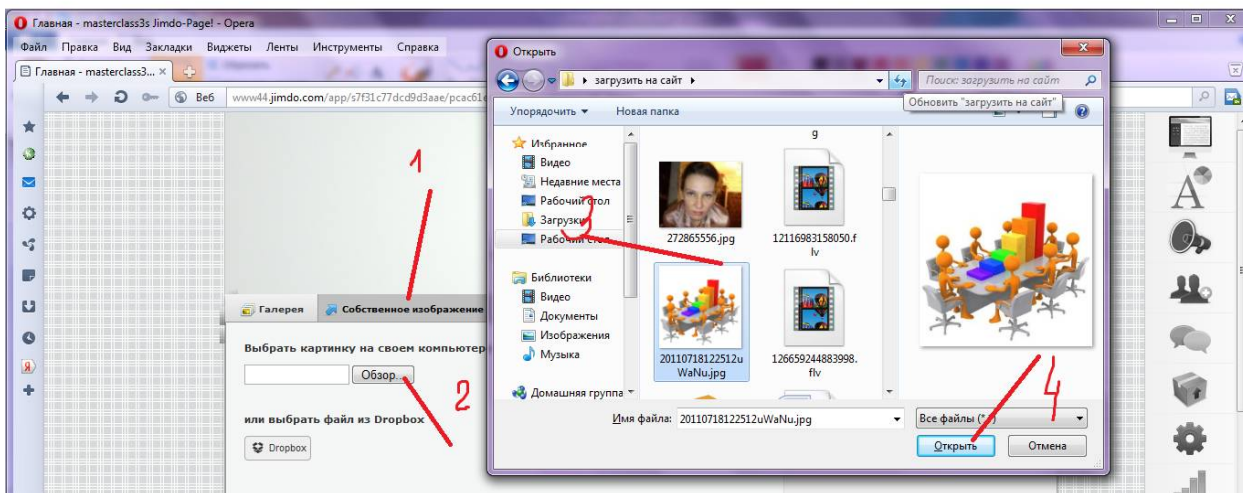 Главная - masterclass3s Jimdo-Page! - Opera
Файл Правка Вид Закладки Виджеты Ленты Инструменты Справка
Главная - masterclass3...
Веб www44.jimdo.com/app/s7f31c77dcd9d3aae/pcac61e
1
Галерея Собственное изображение
Выбрать картинку на своем компьютере
Обзор...
2
или выбрать файл из Dropbox
Dropbox
Открыть
загрузить на сайт
Поиск: загрузить на сайт
Обновить "загрузить на сайт"
Упорядочить Новая папка
Избранное
Видео
Недавние места
Рабочий стол
Загрузки
Рабочий стол
3
Библиотеки
Видео
Документы
Изображения
Музыка
Домашняя группа
g
272865556.jpg
12116983158050.f
lv
20110718122512u
WaNu.jpg
126659244883998.
flv
4
Имя файла: 20110718122512uWaNu.jpg
Все файлы (*.*)
Открыть Отмена
A
Я